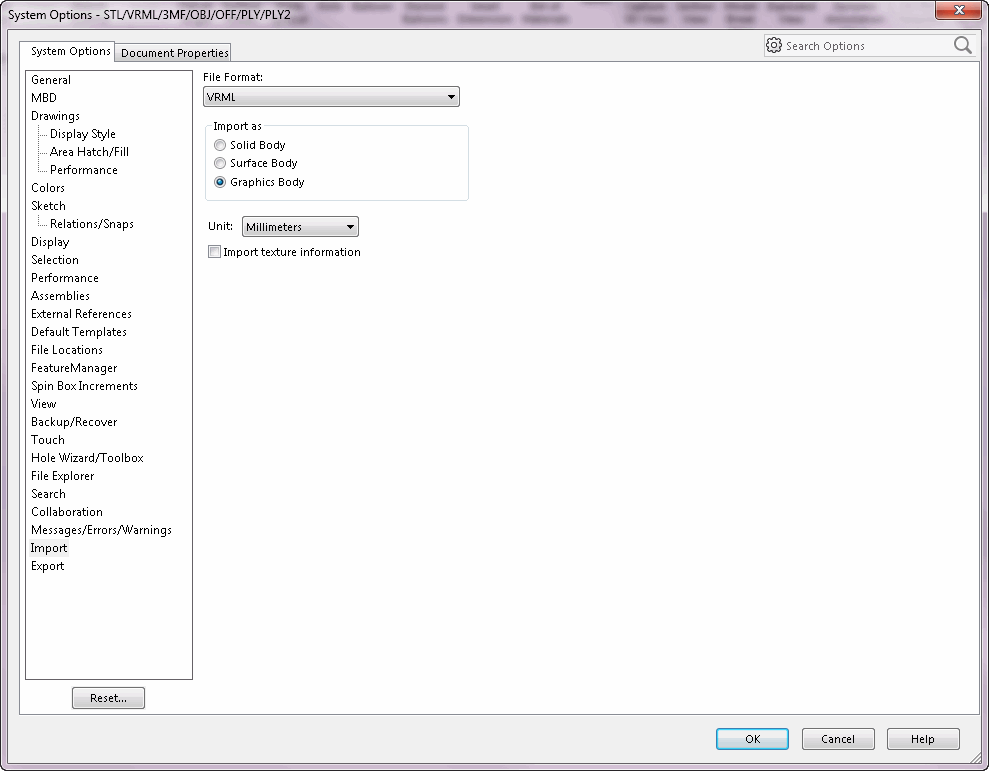 System Options - STL/VRML/3MF/OBJ/OFF/PLY/PLY2
System Options
Document Properties
Search Options
General
MBD
Drawings
Display Style
Area Hatch/Fill
Performance
Colors
Sketch
Relations/Snaps
Display
Selection
Performance
Assemblies
External References
Default Templates
File Locations
FeatureManager
Spin Box Increments
View
Backup/Recover
Touch
Hole Wizard/Toolbox
File Explorer
Search
Collaboration
Messages/Errors/Warnings
Import
Export
Reset...
File Format:
VRML
Import as
Solid Body
Surface Body
Graphics Body
Unit: Millimeters
Import texture information
OK
Cancel
Help